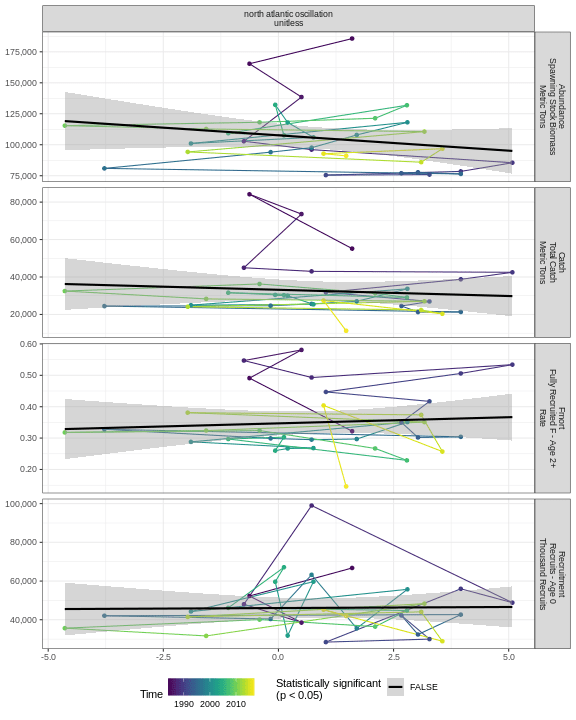 north atlantic oscillation
unitless
175,000
150,000
125,000
100,000
75,000
Abundance
Spawning Stock Biomass
Metric Tons
80,000
60,000
40,000
20,000
Catch
Total Catch
Metric Tons
0.60
0.50
0.40
0.30
0.20
Fmort
Fully Recruited F - Age 2+
Rate
100,000
80,000
60,000
40,000
Recruitment
Recruits - Age 0
Thousand Recruits
-5.0 -2.5 0.0 2.5 5.0
Time
1990 2000 2010
Statistically significant
(p < 0.05)
FALSE